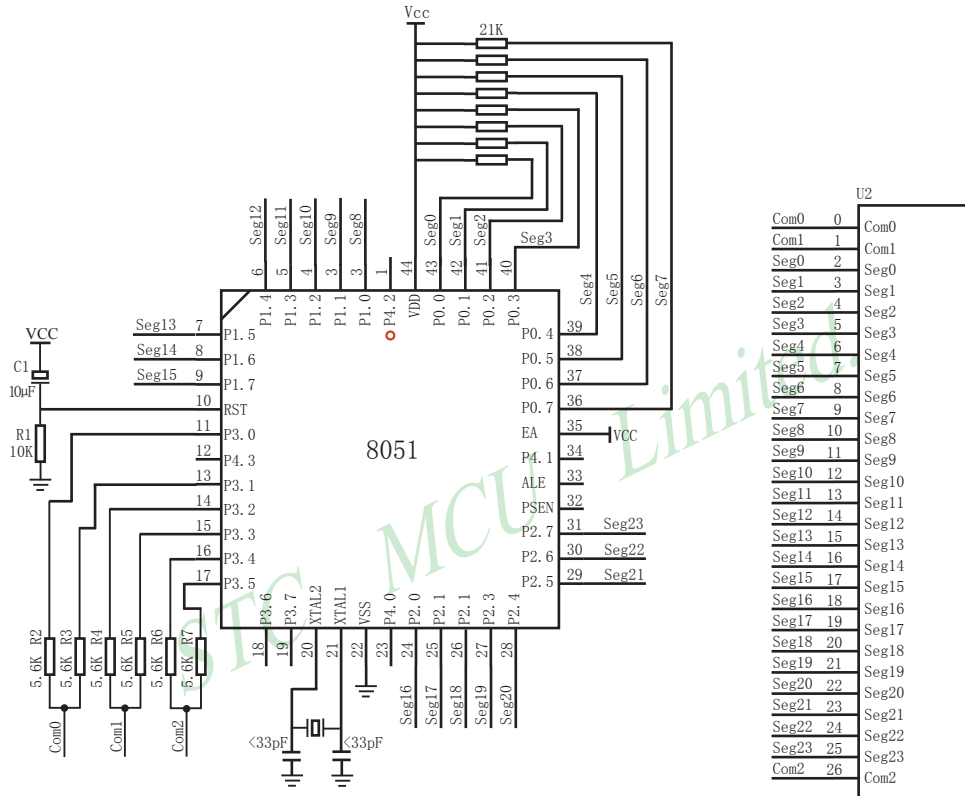 Vcc
21K
Seg12
Seg11
Seg10
Seg9
Seg8
Seg0
Seg1
Seg2
Seg3
Seg4
Seg5
Seg6
Seg7
6
5
4
3
3
1
44
43
42
41
40
P1.4
P1.3
P1.2
P1.1
P1.0
P4.2
VDD
P0.0
P0.1
P0.2
P0.3
Seg13 7 P1.5
Seg14 8 P1.6
Seg15 9 P1.7
10 RST
11 P3.0
12 P4.3
13 P3.1
14 P3.2
15 P3.3
16 P3.4
17 P3.5
VCC
C1
10μF
R1
10K
8051
P0.4 39
P0.5 38
P0.6 37
P0.7 36
EA 35 VCC
P4.1 34
ALE 33
PSEN 32
P2.7 31 Seg23
P2.6 30 Seg22
P2.5 29 Seg21
P3.6
P3.7
XTAL2
XTAL1
VSS
P4.0
P2.0
P2.1
P2.1
P2.3
P2.4
18
19
20
21
22
23
24
25
26
27
28
Seg16
Seg17
Seg18
Seg19
Seg20
5.6K R2
5.6K R3
5.6K R4
5.6K R5
5.6K R6
5.6K R7
Com0
Com1
Com2
<33pF
<33pF
STC MCU Limited.
U2
Com0 0 Com0
Com1 1 Com1
Seg0 2 Seg0
Seg1 3 Seg1
Seg2 4 Seg2
Seg3 5 Seg3
Seg4 6 Seg4
Seg5 7 Seg5
Seg6 8 Seg6
Seg7 9 Seg7
Seg8 10 Seg8
Seg9 11 Seg9
Seg10 12 Seg10
Seg11 13 Seg11
Seg12 14 Seg12
Seg13 15 Seg13
Seg14 16 Seg14
Seg15 17 Seg15
Seg16 18 Seg16
Seg17 19 Seg17
Seg18 20 Seg18
Seg19 21 Seg19
Seg20 22 Seg20
Seg21 23 Seg21
Seg22 24 Seg22
Seg23 25 Seg23
Com2 26 Com2